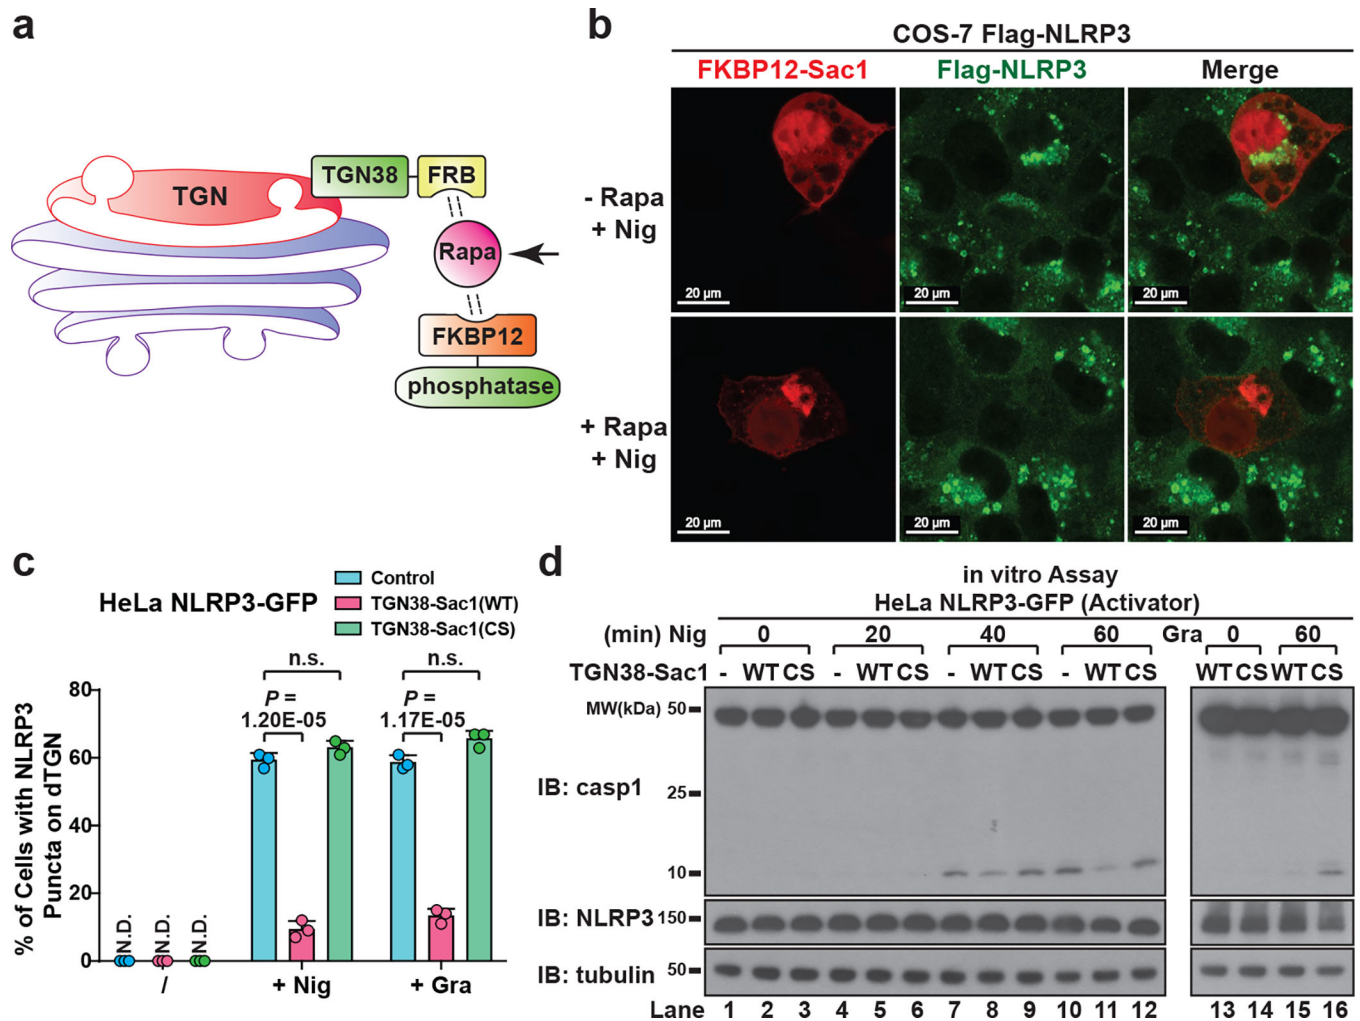 a
TGN38
FRB
TGN
Rapa
FKBP12
phosphatase
b
COS-7 Flag-NLRP3
FKBP12-Sac1
Flag-NLRP3
Merge
- Rapa
+ Nig
20 µm
20 µm
20 µm
+ Rapa
+ Nig
20 µm
20 µm
20 µm
c
HeLa NLRP3-GFP
Control
TGN38-Sac1(WT)
TGN38-Sac1(CS)
% of Cells with NLRP3
Puncta on dTGN
80
60
40
20
0
n.s.
n.s.
P =
1.20E-05
P =
1.17E-05
N.D.
N.D.
N.D.
/
+ Nig
+ Gra
d
in vitro Assay
HeLa NLRP3-GFP (Activator)
(min) Nig 0 20 40 60 Gra 0 60
TGN38-Sac1 - WT CS - WT CS - WT CS - WT CS WT CS WT CS
MW(kDa) 50
IB: casp1
25
10
IB: NLRP3 150
IB: tubulin 50
Lane 1 2 3 4 5 6 7 8 9 10 11 12 13 14 15 16